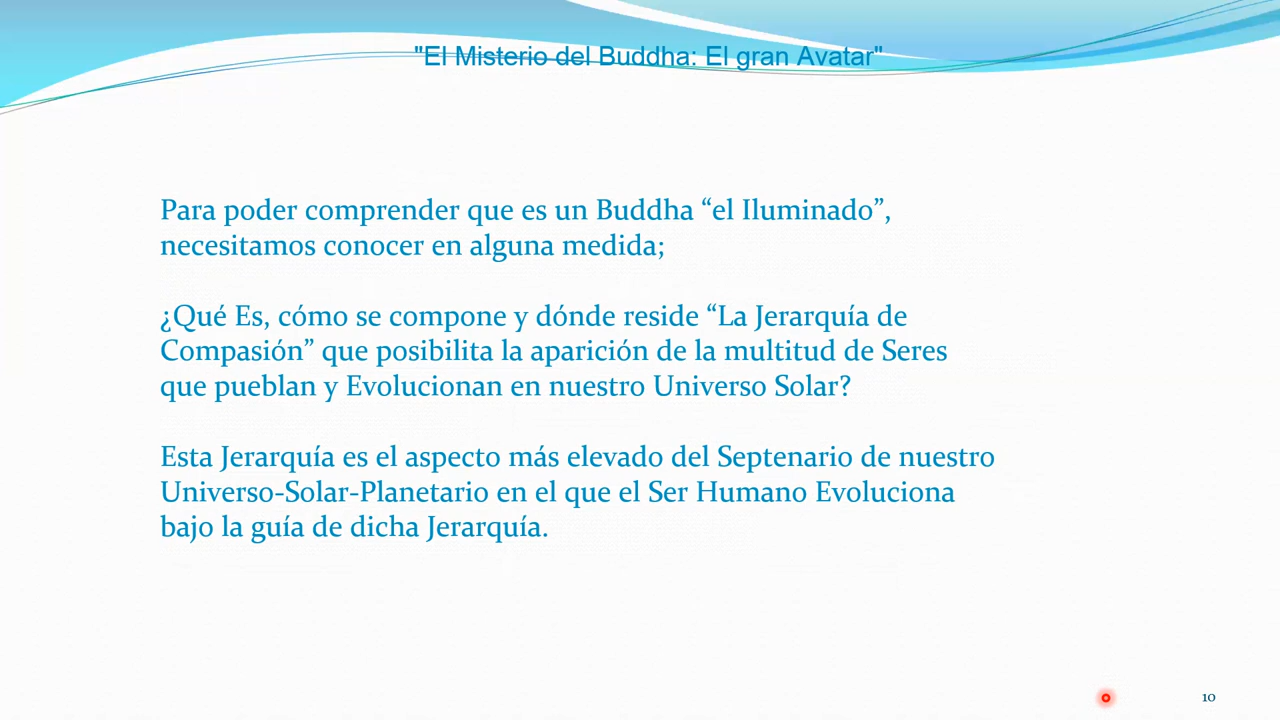 "El Misterio del Buddha: El gran Avatar"
Para poder comprender que es un Buddha “el Iluminado”,
necesitamos conocer en alguna medida;
¿Qué Es, cómo se compone y dónde reside “La Jerarquía de
Compasión” que posibilita la aparición de la multitud de Seres
que pueblan y Evolucionan en nuestro Universo Solar?
Esta Jerarquía es el aspecto más elevado del Septenario de nuestro
Universo-Solar-Planetario en el que el Ser Humano Evoluciona
bajo la guía de dicha Jerarquía.
10